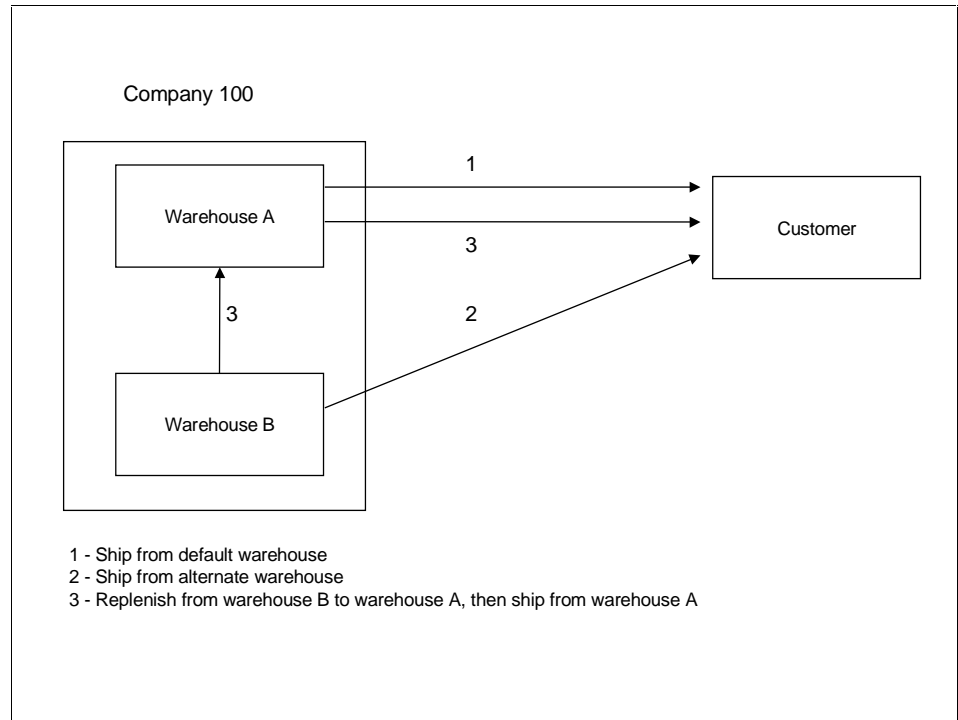 Company 100
1
Warehouse A
Customer
3
3
2
Warehouse B
1 - Ship from default warehouse
2 - Ship from alternate warehouse
3 - Replenish from warehouse B to warehouse A, then ship from warehouse A